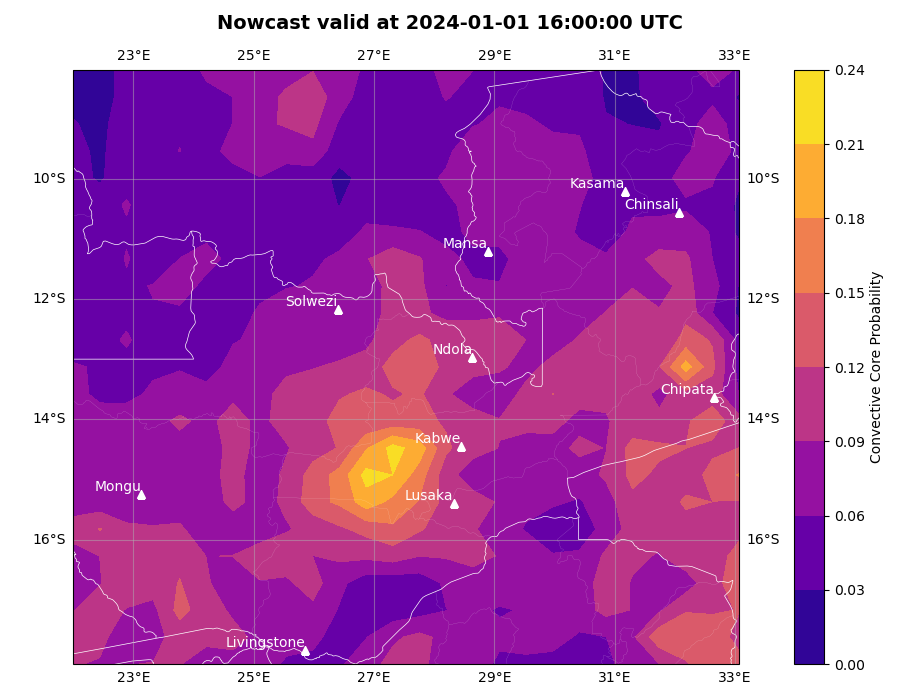 Nowcast valid at 2024-01-01 16:00:00 UTC
23°E 25°E 27°E 29°E 31°E 33°E
0.24
0.21
10°S 10°S
Kasama
Chinsali
0.18
Mansa
0.15
12°S 12°S
Solwezi
Ndola
0.12
Chipata
14°S 14°S
Kabwe
0.09
Mongu
Lusaka
0.06
16°S 16°S
0.03
Livingstone
0.00
23°E 25°E 27°E 29°E 31°E 33°E
Convective Core Probability